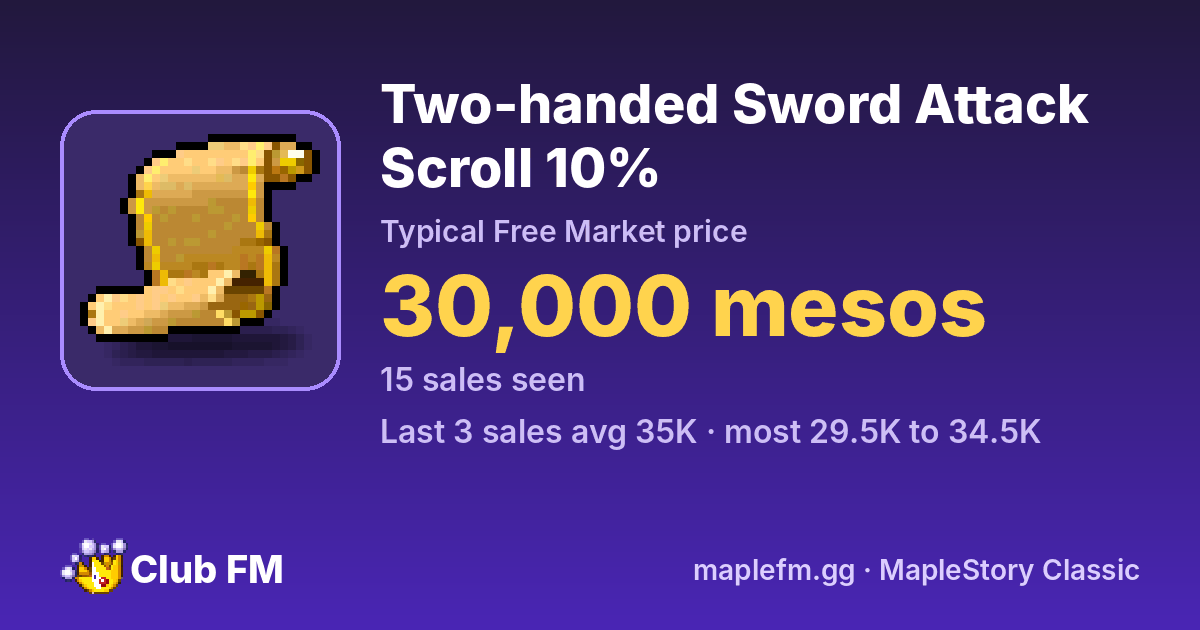 Two-handed Sword Attack
Scroll 10%
Typical Free Market price
30,000 mesos
15 sales seen
Last 3 sales avg 35K · most 29.5K to 34.5K
Club FM
maplefm.gg · MapleStory Classic